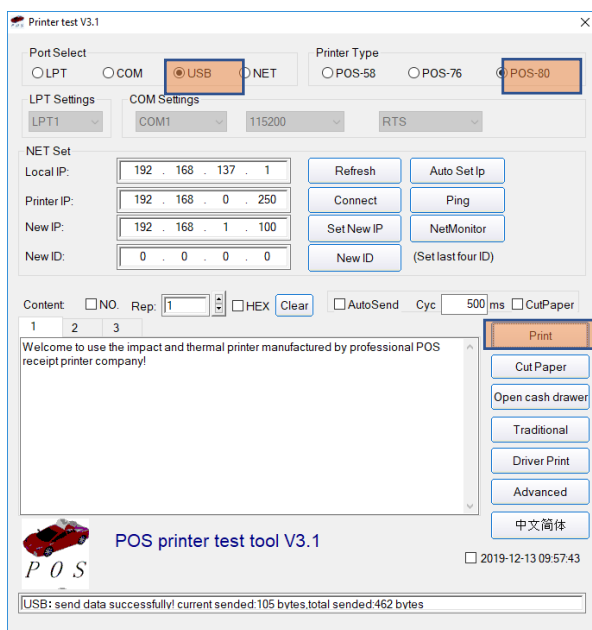 Printer test V3.1
POS
Port Select
Printer Type
LPT COM USB NET
POS-58 POS-76 POS-80
LPT Settings COM Settings
LPT1 COM1 115200 RTS
NET Set
Local IP: 192 . 168 . 137 . 1 Refresh Auto Set Ip
Printer IP: 192 . 168 . 0 . 250 Connect Ping
New IP: 192 . 168 . 1 . 100 Set New IP NetMonitor
New ID: 0 . 0 . 0 . 0 New ID (Set last four ID)
Content: NO. Rep: 1 HEX Clear AutoSend Cyc 500 ms CutPaper
1 2 3
Welcome to use the impact and thermal printer manufactured by professional POS
receipt printer company!
Print
Cut Paper
Open cash drawer
Traditional
Driver Print
Advanced
中文简体
POS printer test tool V3.1
P O S
2019-12-13 09:57:43
USB: send data successfully! current sended:105 bytes,total sended:462 bytes